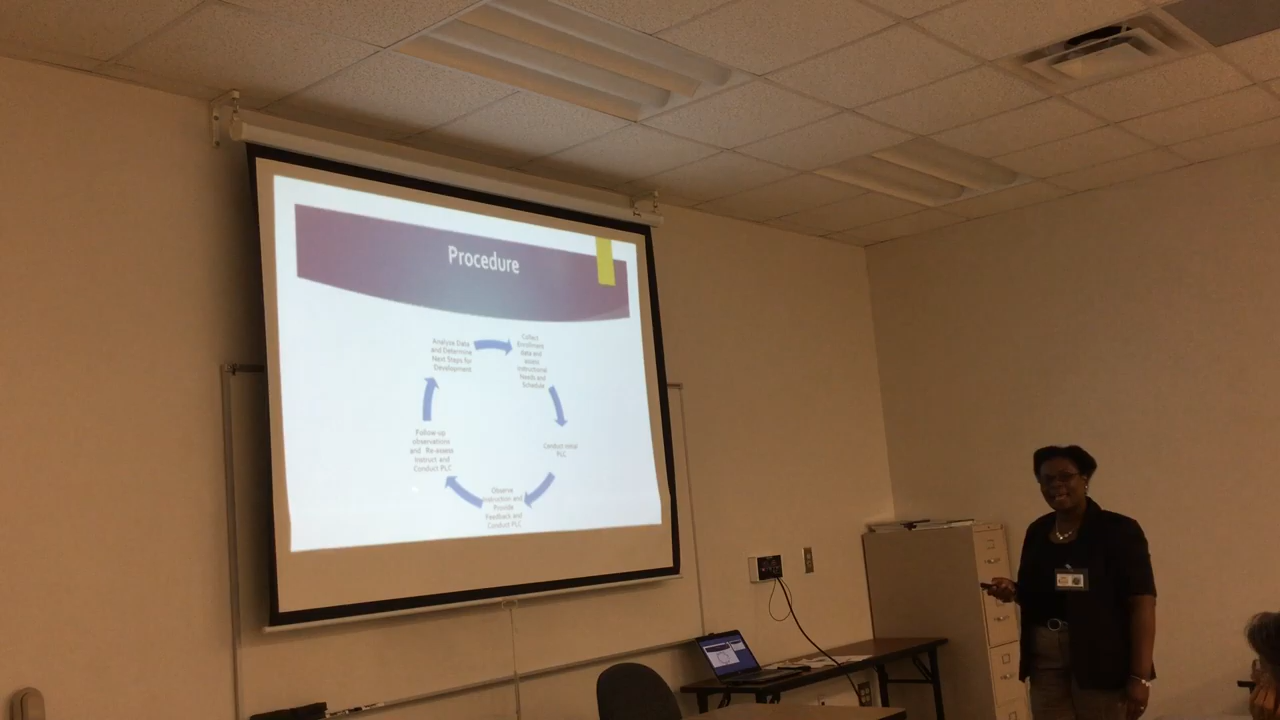 Procedure
Analyze Data
and Determine
Next Steps for
Development
Collect
Enrollment
data and
assess
Instructional
Needs and
Schedule
Conduct initial
PLC
Observe
Instruction and
Provide
Feedback and
Conduct PLC
Follow-up
observations
and Re-assess
Instruct and
Conduct PLC